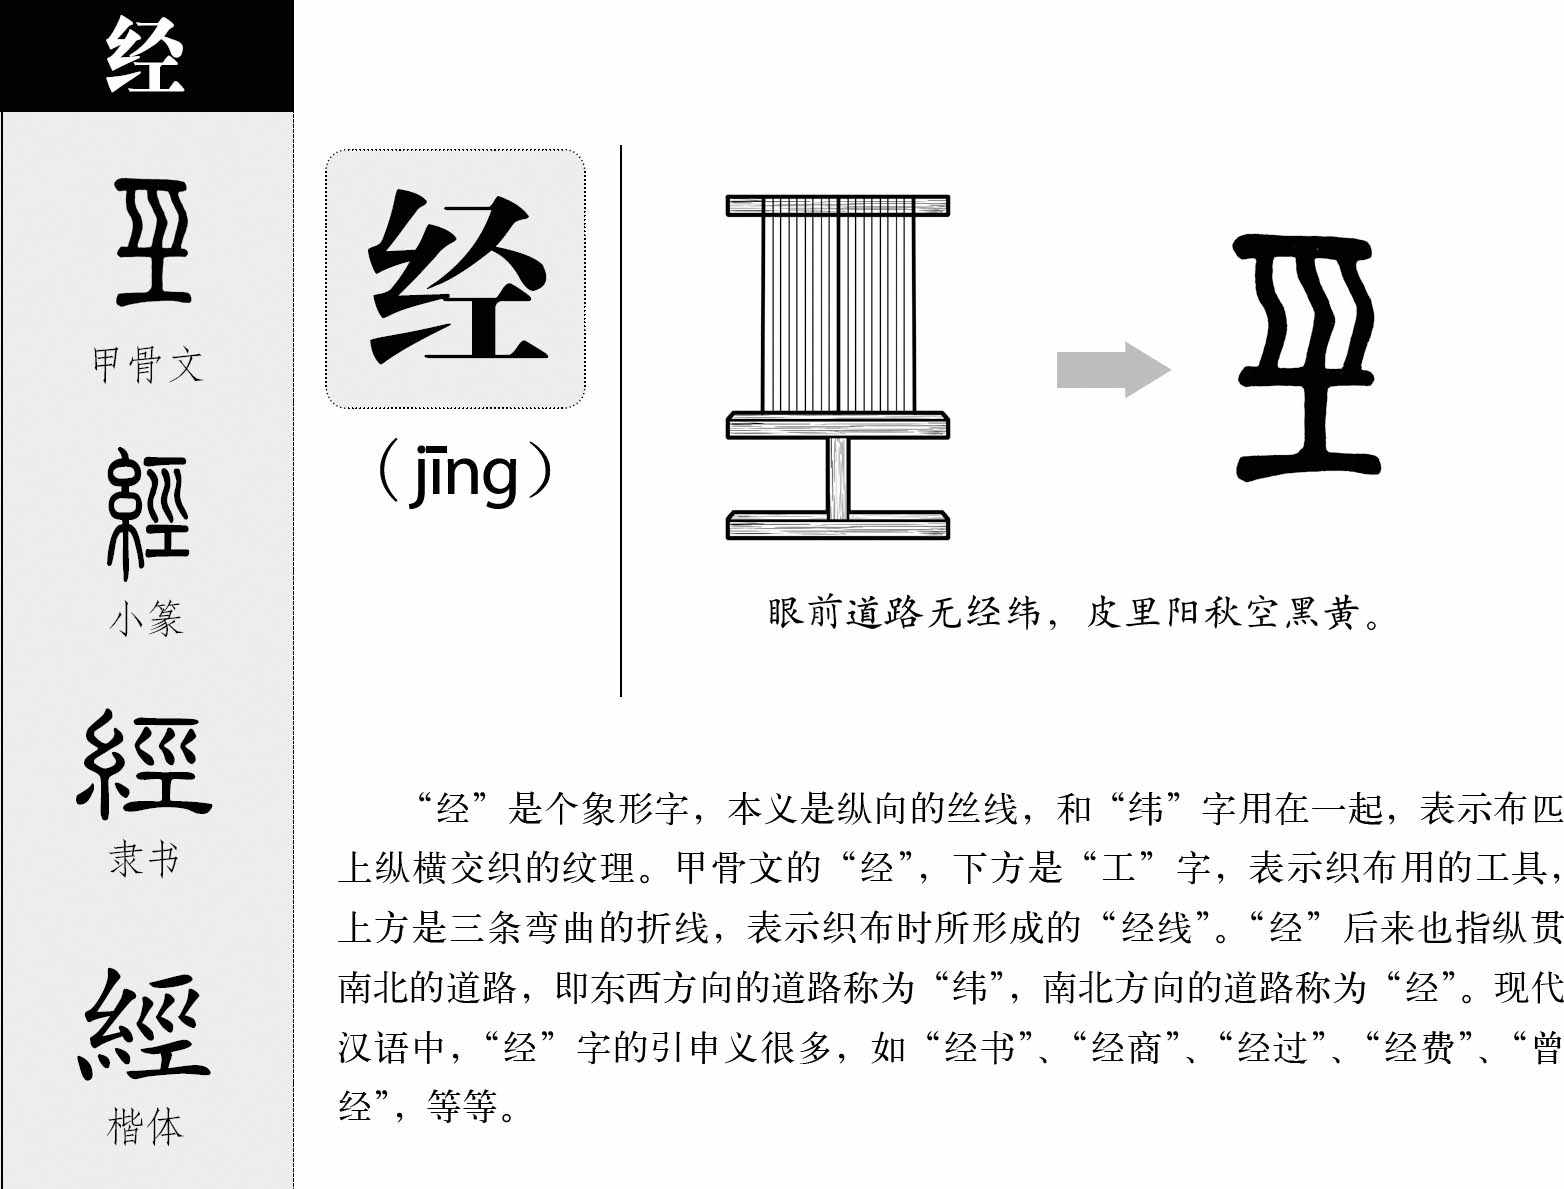 经
甲骨文
經
小篆
經
隶书
經
楷体
经
（jīng）
眼前道路无经纬，皮里阳秋空黑黄。
“经”是个象形字，本义是纵向的丝线，和“纬”字用在一起，表示布匹
上纵横交织的纹理。甲骨文的“经”，下方是“工”字，表示织布用的工具，
上方是三条弯曲的折线，表示织布时所形成的“经线”。“经”后来也指纵贯
南北的道路，即东西方向的道路称为“纬”，南北方向的道路称为“经”。现代
汉语中，“经”字的引申义很多，如“经书”、“经商”、“经过”、“经费”、“曾
经”，等等。